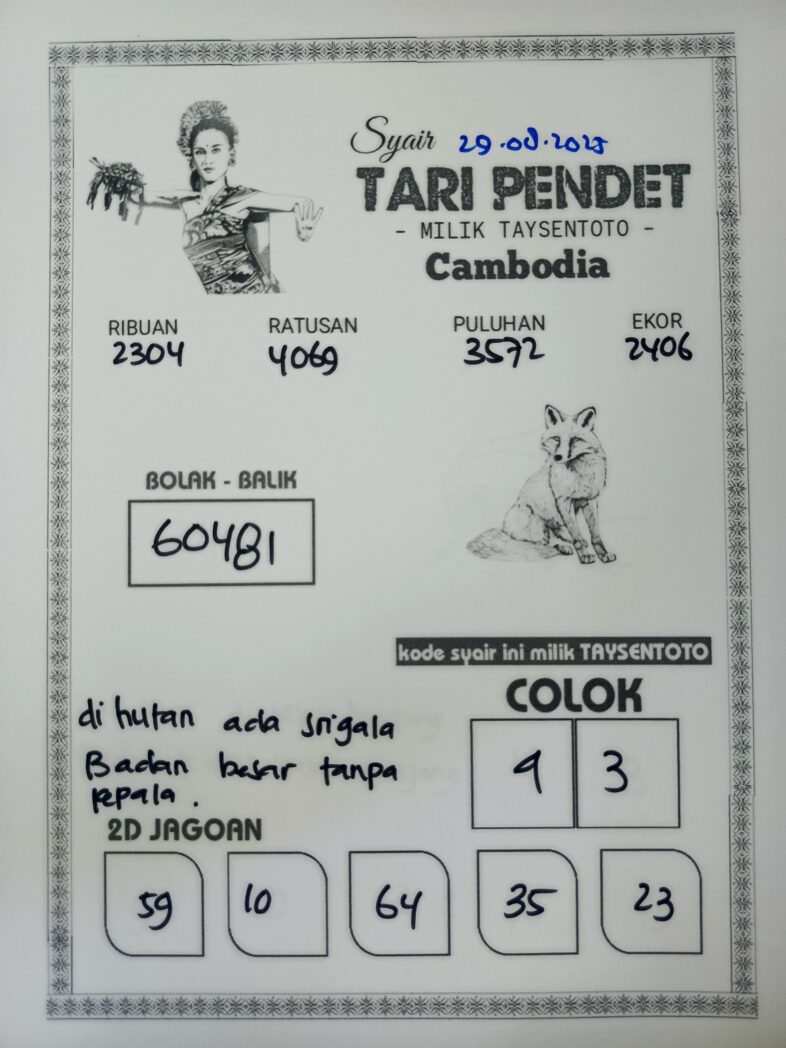 Syair 29.08.2025
TARI PENDET
- MILIK TAYSENTOTO -
Cambodia
RIBUAN RATUSAN PULUHAN EKOR
2304 4069 3572 2406
BOLAK - BALIK
60481
kode syair ini milik TAYSENTOTO
COLOK
9 3
di hutan ada srigala
Badan besar tanpa
kepala.
2D JAGOAN
59 10 64 35 23